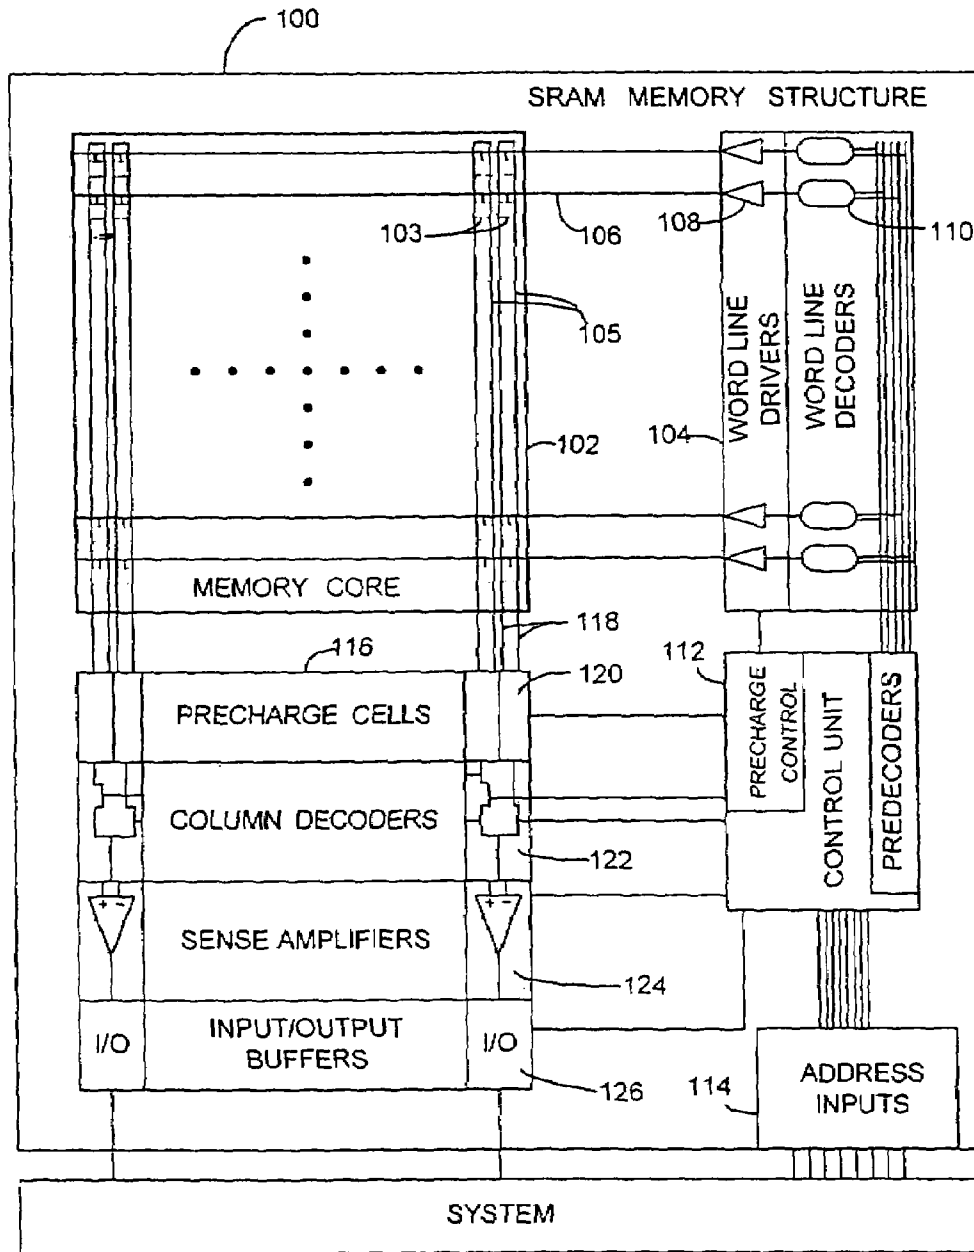 100
SRAM MEMORY STRUCTURE
103
106
108
110
105
WORD LINE
DRIVERS
WORD LINE
DECODERS
104
102
MEMORY CORE
118
116
112
120
PRECHARGE CELLS
PRECHARGE
CONTROL
CONTROL UNIT
PREDECODERS
COLUMN DECODERS
122
+ -
+ -
SENSE AMPLIFIERS
124
I/O
INPUT/OUTPUT
BUFFERS
I/O
126
114
ADDRESS
INPUTS
SYSTEM